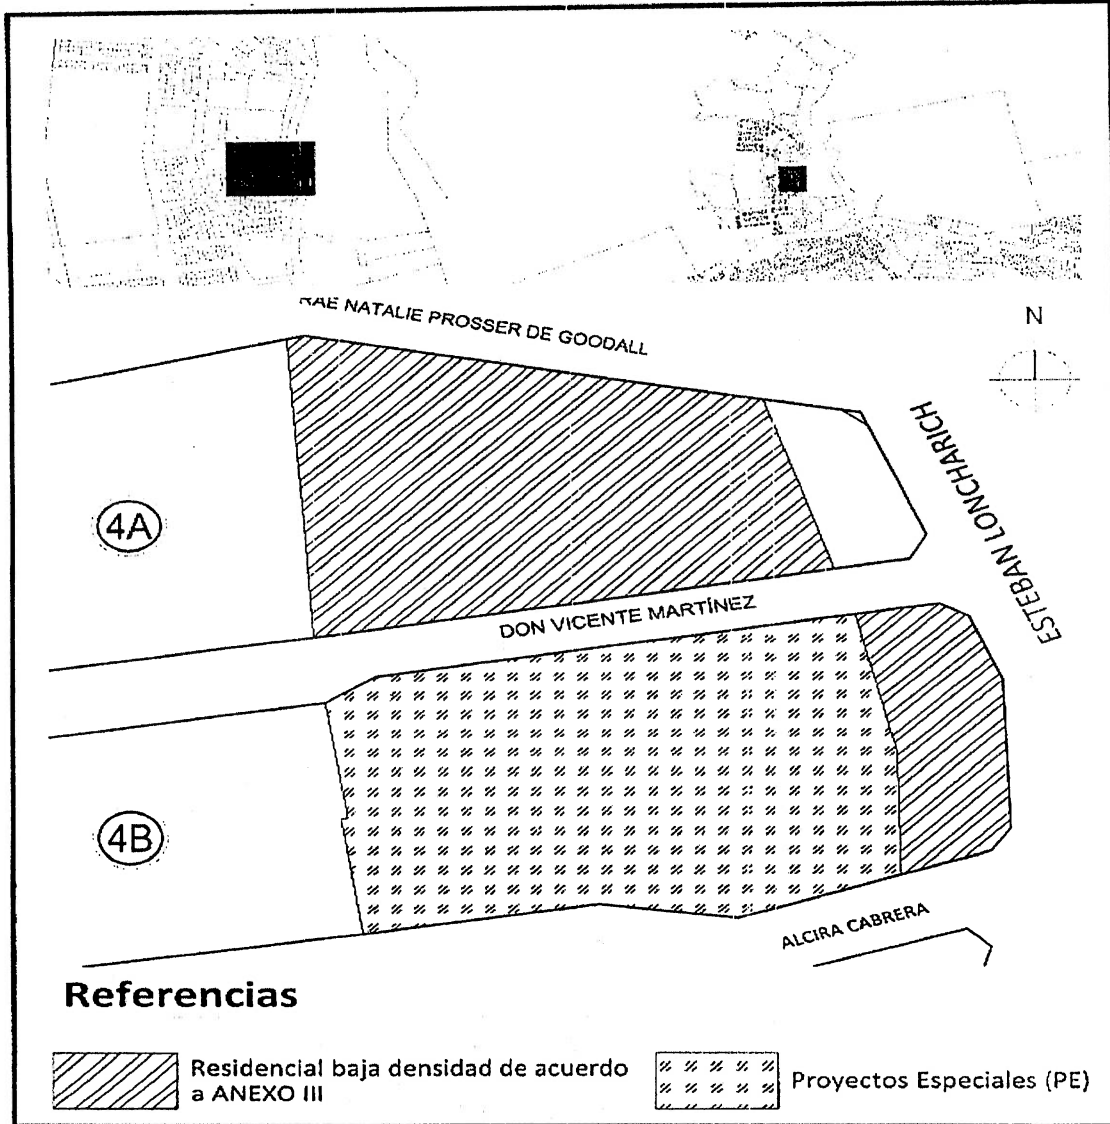 RAE NATALIE PROSSER DE GOODALL
N
ESTEBAN LONCHARICH
4A
DON VICENTE MARTÍNEZ
4B
ALCIRA CABRERA
Referencias
Residencial baja densidad de acuerdo
a ANEXO III
Proyectos Especiales (PE)